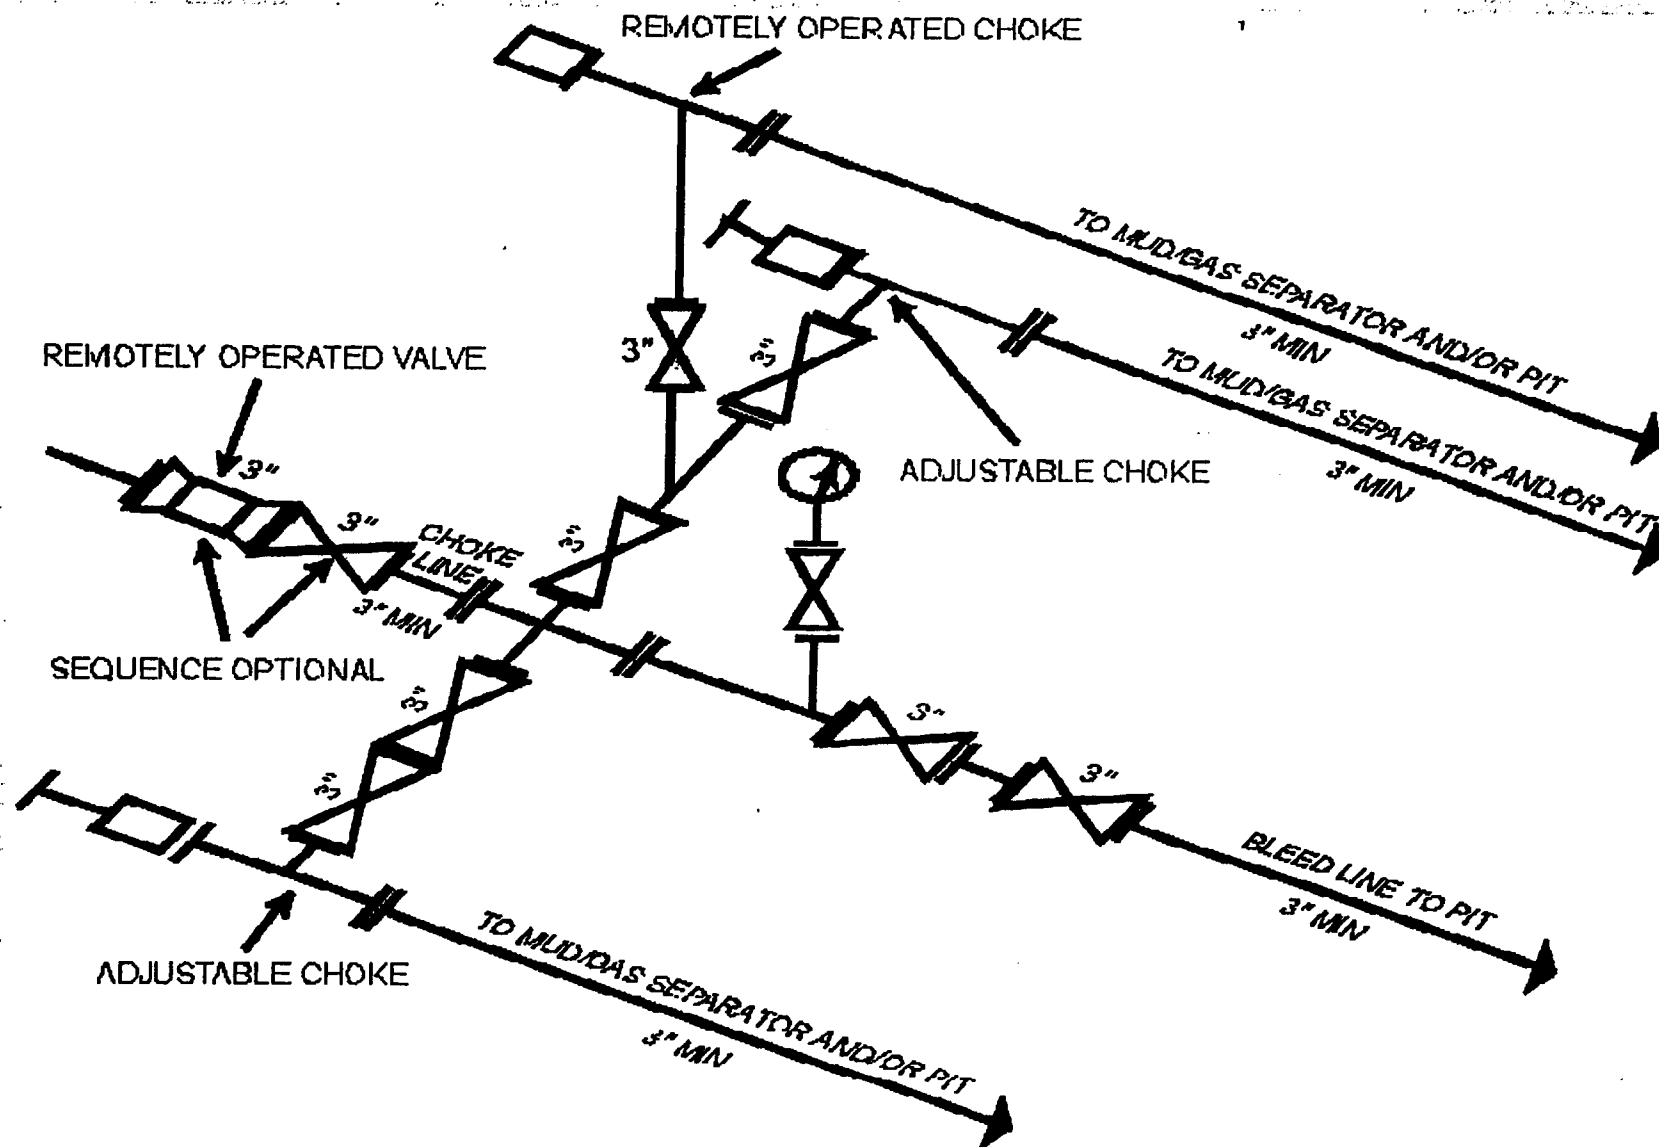 REMOTELY OPERATED CHOKE
TO MUD/GAS SEPARATOR AND/OR PIT
3" MIN
TO MUD/GAS SEPARATOR AND/OR PIT
3" MIN
3"
3"
REMOTELY OPERATED VALVE
3"
ADJUSTABLE CHOKE
3"
CHOKE
LINE
3"
3" MIN
SEQUENCE OPTIONAL
3"
3"
3"
3"
BLEED LINE TO PIT
3" MIN
3"
ADJUSTABLE CHOKE
TO MUD/GAS SEPARATOR AND/OR PIT
3" MIN